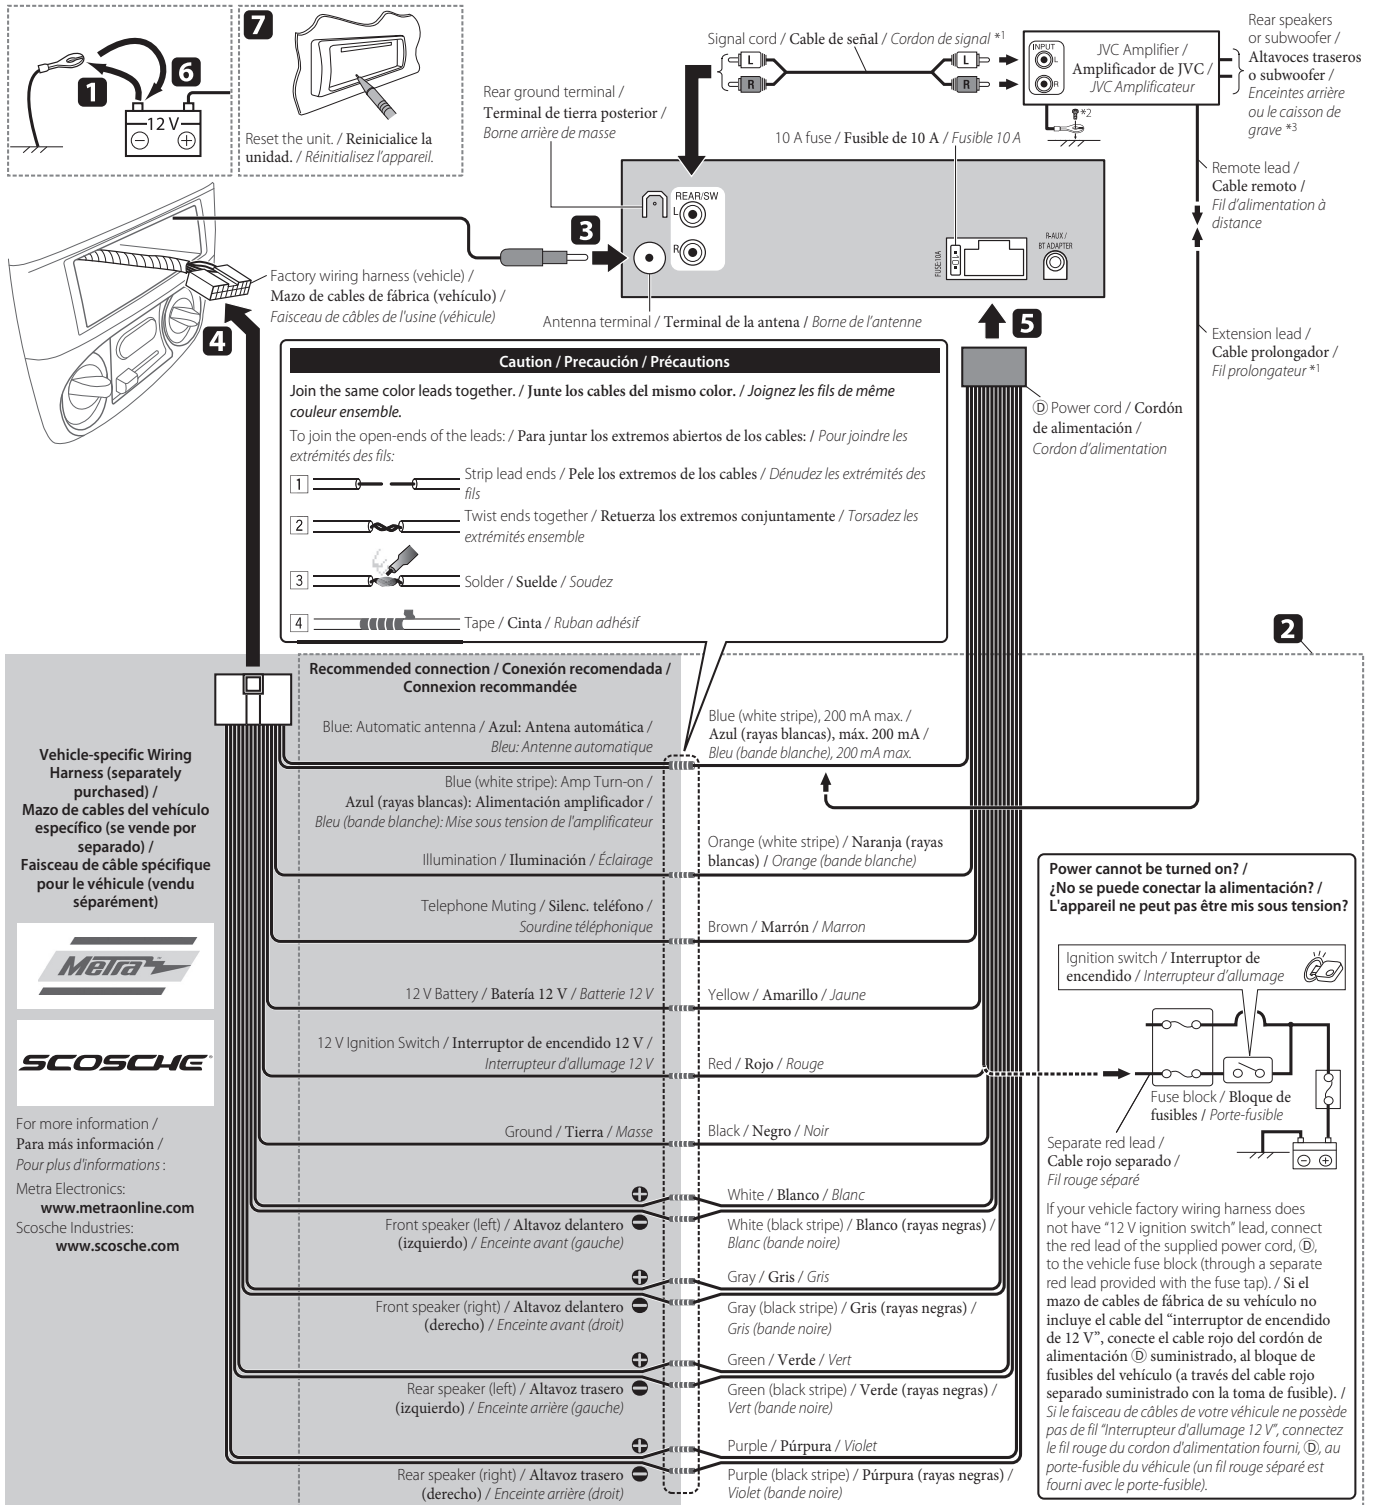 1
6
12 V
7
Reset the unit. / Reinicialice la
unidad. / Réinitialisez l'appareil.
Signal cord / Cable de señal / Cordon de signal *1
L
R
L
R
INPUT
L
R
JVC Amplifier /
Amplificador de JVC /
JVC Amplificateur
*2
Rear speakers
or subwoofer /
Altavoces traseros
o subwoofer /
Enceintes arrière
ou le caisson de
grave *3
Rear ground terminal /
Terminal de tierra posterior /
Borne arrière de masse
10 A fuse / Fusible de 10 A / Fusible 10 A
Remote lead /
Cable remoto /
Fil d'alimentation à
distance
REAR/SW
L
R
3
FUSE:10A
R-AUX /
BT ADAPTER
Factory wiring harness (vehicle) /
Mazo de cables de fábrica (vehículo) /
Faisceau de câbles de l'usine (véhicule)
4
Antenna terminal / Terminal de la antena / Borne de l'antenne
5
Extension lead /
Cable prolongador /
Fil prolongateur *1
Caution / Precaución / Précautions
Join the same color leads together. / Junte los cables del mismo color. / Joignez les fils de même
couleur ensemble.
To join the open-ends of the leads: / Para juntar los extremos abiertos de los cables: / Pour joindre les
extrémités des fils:
1 Strip lead ends / Pele los extremos de los cables / Dénudez les extrémités des
fils
2 Twist ends together / Retuerza los extremos conjuntamente / Torsadez les
extrémités ensemble
3 Solder / Suelde / Soudez
4 Tape / Cinta / Ruban adhésif
Ⓓ Power cord / Cordón
de alimentación /
Cordon d'alimentation
2
Recommended connection / Conexión recomendada /
Connexion recommandée
Vehicle-specific Wiring
Harness (separately
purchased) /
Mazo de cables del vehículo
específico (se vende por
separado) /
Faisceau de câble spécifique
pour le véhicule (vendu
séparément)
Metra
SCOSCHE
For more information /
Para más información /
Pour plus d'informations :
Metra Electronics:
www.metraonline.com
Scosche Industries:
www.scosche.com
Blue: Automatic antenna / Azul: Antena automática /
Bleu: Antenne automatique
Blue (white stripe), 200 mA max. /
Azul (rayas blancas), máx. 200 mA /
Bleu (bande blanche), 200 mA max.
Blue (white stripe): Amp Turn-on /
Azul (rayas blancas): Alimentación amplificador /
Bleu (bande blanche): Mise sous tension de l'amplificateur
Illumination / Iluminación / Éclairage
Orange (white stripe) / Naranja (rayas
blancas) / Orange (bande blanche)
Telephone Muting / Silenc. teléfono /
Sourdine téléphonique
Brown / Marrón / Marron
12 V Battery / Batería 12 V / Batterie 12 V
Yellow / Amarillo / Jaune
12 V Ignition Switch / Interruptor de encendido 12 V /
Interrupteur d'allumage 12 V
Red / Rojo / Rouge
Ground / Tierra / Masse
Black / Negro / Noir
White / Blanco / Blanc
Front speaker (left) / Altavoz delantero
(izquierdo) / Enceinte avant (gauche)
White (black stripe) / Blanco (rayas negras) /
Blanc (bande noire)
Gray / Gris / Gris
Front speaker (right) / Altavoz delantero
(derecho) / Enceinte avant (droit)
Gray (black stripe) / Gris (rayas negras) /
Gris (bande noire)
Green / Verde / Vert
Rear speaker (left) / Altavoz trasero
(izquierdo) / Enceinte arrière (gauche)
Green (black stripe) / Verde (rayas negras) /
Vert (bande noire)
Purple / Púrpura / Violet
Rear speaker (right) / Altavoz trasero
(derecho) / Enceinte arrière (droit)
Purple (black stripe) / Púrpura (rayas negras) /
Violet (bande noire)
Power cannot be turned on? /
¿No se puede conectar la alimentación? /
L'appareil ne peut pas être mis sous tension?
Ignition switch / Interruptor de
encendido / Interrupteur d'allumage
Fuse block / Bloque de
fusibles / Porte-fusible
Separate red lead /
Cable rojo separado /
Fil rouge séparé
If your vehicle factory wiring harness does
not have “12 V ignition switch” lead, connect
the red lead of the supplied power cord, Ⓓ,
to the vehicle fuse block (through a separate
red lead provided with the fuse tap). / Si el
mazo de cables de fábrica de su vehículo no
incluye el cable del “interruptor de encendido
de 12 V”, conecte el cable rojo del cordón de
alimentación Ⓓ suministrado, al bloque de
fusibles del vehículo (a través del cable rojo
separado suministrado con la toma de fusible). /
Si le faisceau de câbles de votre véhicule ne possède
pas de fil “Interrupteur d'allumage 12 V”, connectez
le fil rouge du cordon d'alimentation fourni, Ⓓ, au
porte-fusible du véhicule (un fil rouge séparé est
fourni avec le porte-fusible).